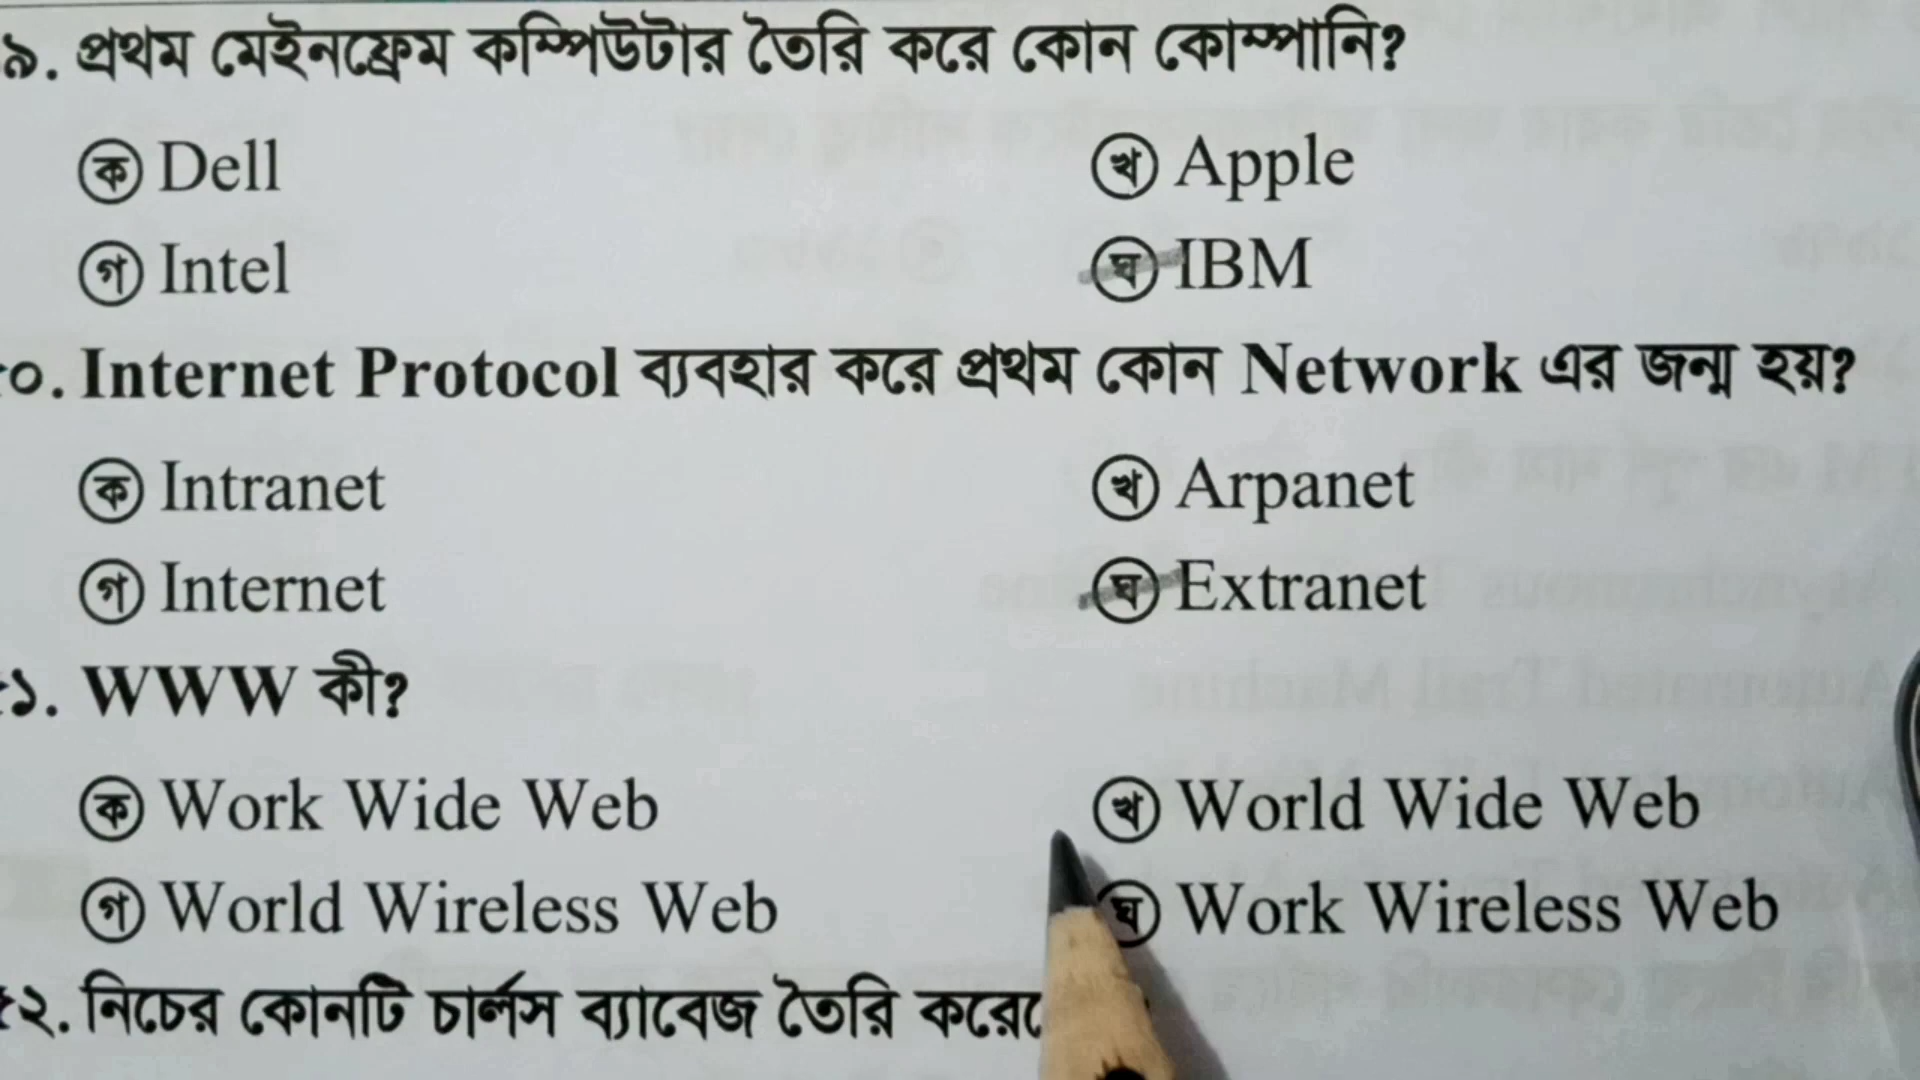 ৯. প্রথম মেইনফ্রেম কম্পিউটার তৈরি করে কোন কোম্পানি?
ক Dell খ Apple
গ Intel ঘ IBM
০. Internet Protocol ব্যবহার করে প্রথম কোন Network এর জন্ম হয়?
ক Intranet খ Arpanet
গ Internet ঘ Extranet
১. WWW কী?
ক Work Wide Web খ World Wide Web
গ World Wireless Web ঘ Work Wireless Web
২. নিচের কোনটি চার্লস ব্যাবেজ তৈরি